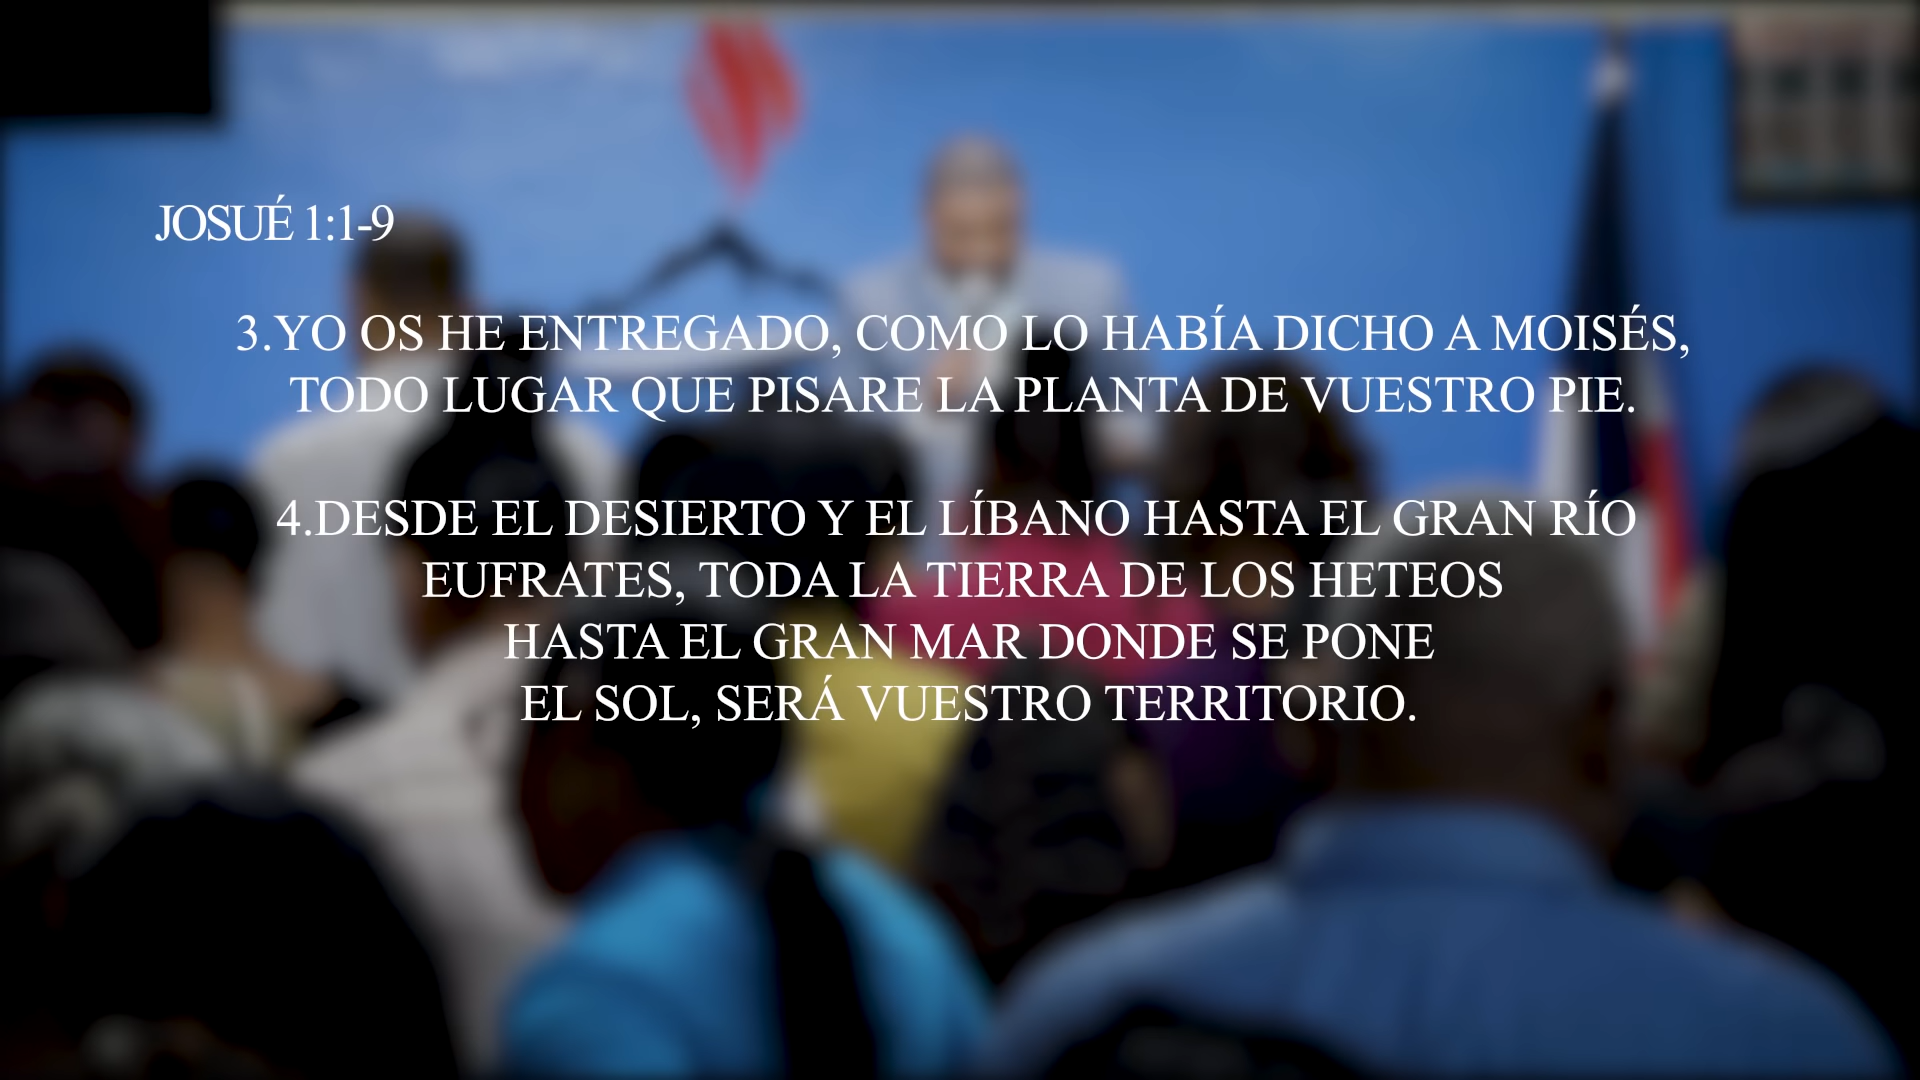 JOSUÉ 1:1-9
3.YO OS HE ENTREGADO, COMO LO HABÍA DICHO A MOISÉS,
TODO LUGAR QUE PISARE LA PLANTA DE VUESTRO PIE.
4.DESDE EL DESIERTO Y EL LÍBANO HASTA EL GRAN RÍO
EUFRATES, TODA LA TIERRA DE LOS HETEOS
HASTA EL GRAN MAR DONDE SE PONE
EL SOL, SERÁ VUESTRO TERRITORIO.